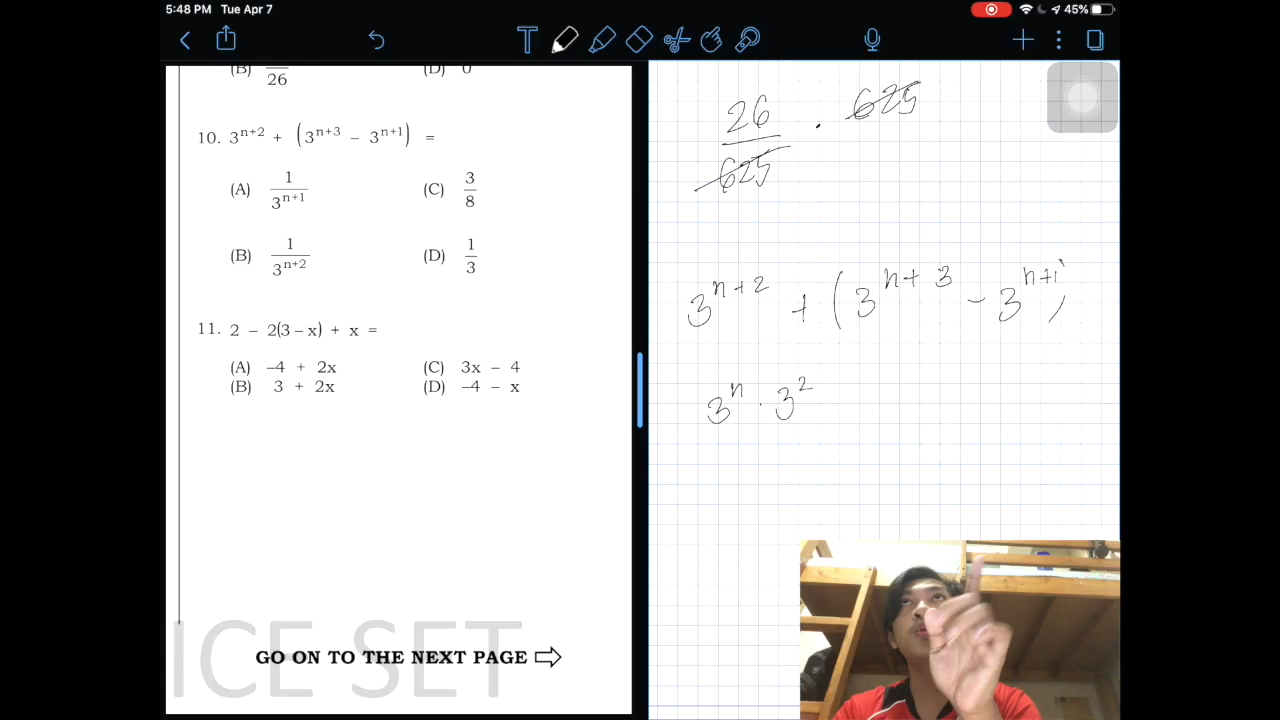 5:48 PM Tue Apr 7
45%
(B) 26 (D) 0
10. 3^{n+2} + (3^{n+3} – 3^{n+1}) =
(A) 1/3^{n+1} (C) 3/8
(B) 1/3^{n+2} (D) 1/3
11. 2 – 2(3 – x) + x =
(A) –4 + 2x (C) 3x – 4
(B) 3 + 2x (D) –4 – x
ICE SET
GO ON TO THE NEXT PAGE
26/625 · 625
3^{n+2} + (3^{n+3} – 3^{n+1})
3^n · 3^2